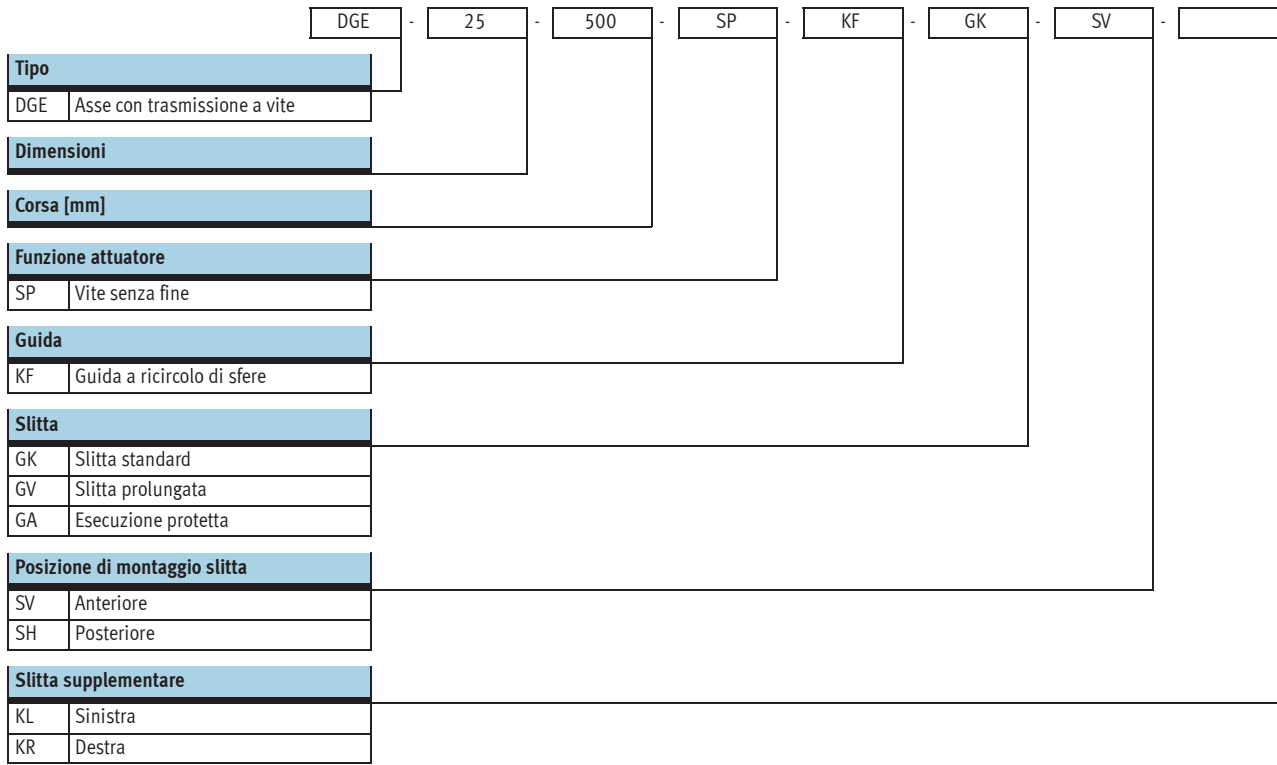 DGE - 25 - 500 - SP - KF - GK - SV -
Tipo
DGE Asse con trasmissione a vite
Dimensioni
Corsa [mm]
Funzione attuatore
SP Vite senza fine
Guida
KF Guida a ricircolo di sfere
Slitta
GK Slitta standard
GV Slitta prolungata
GA Esecuzione protetta
Posizione di montaggio slitta
SV Anteriore
SH Posteriore
Slitta supplementare
KL Sinistra
KR Destra